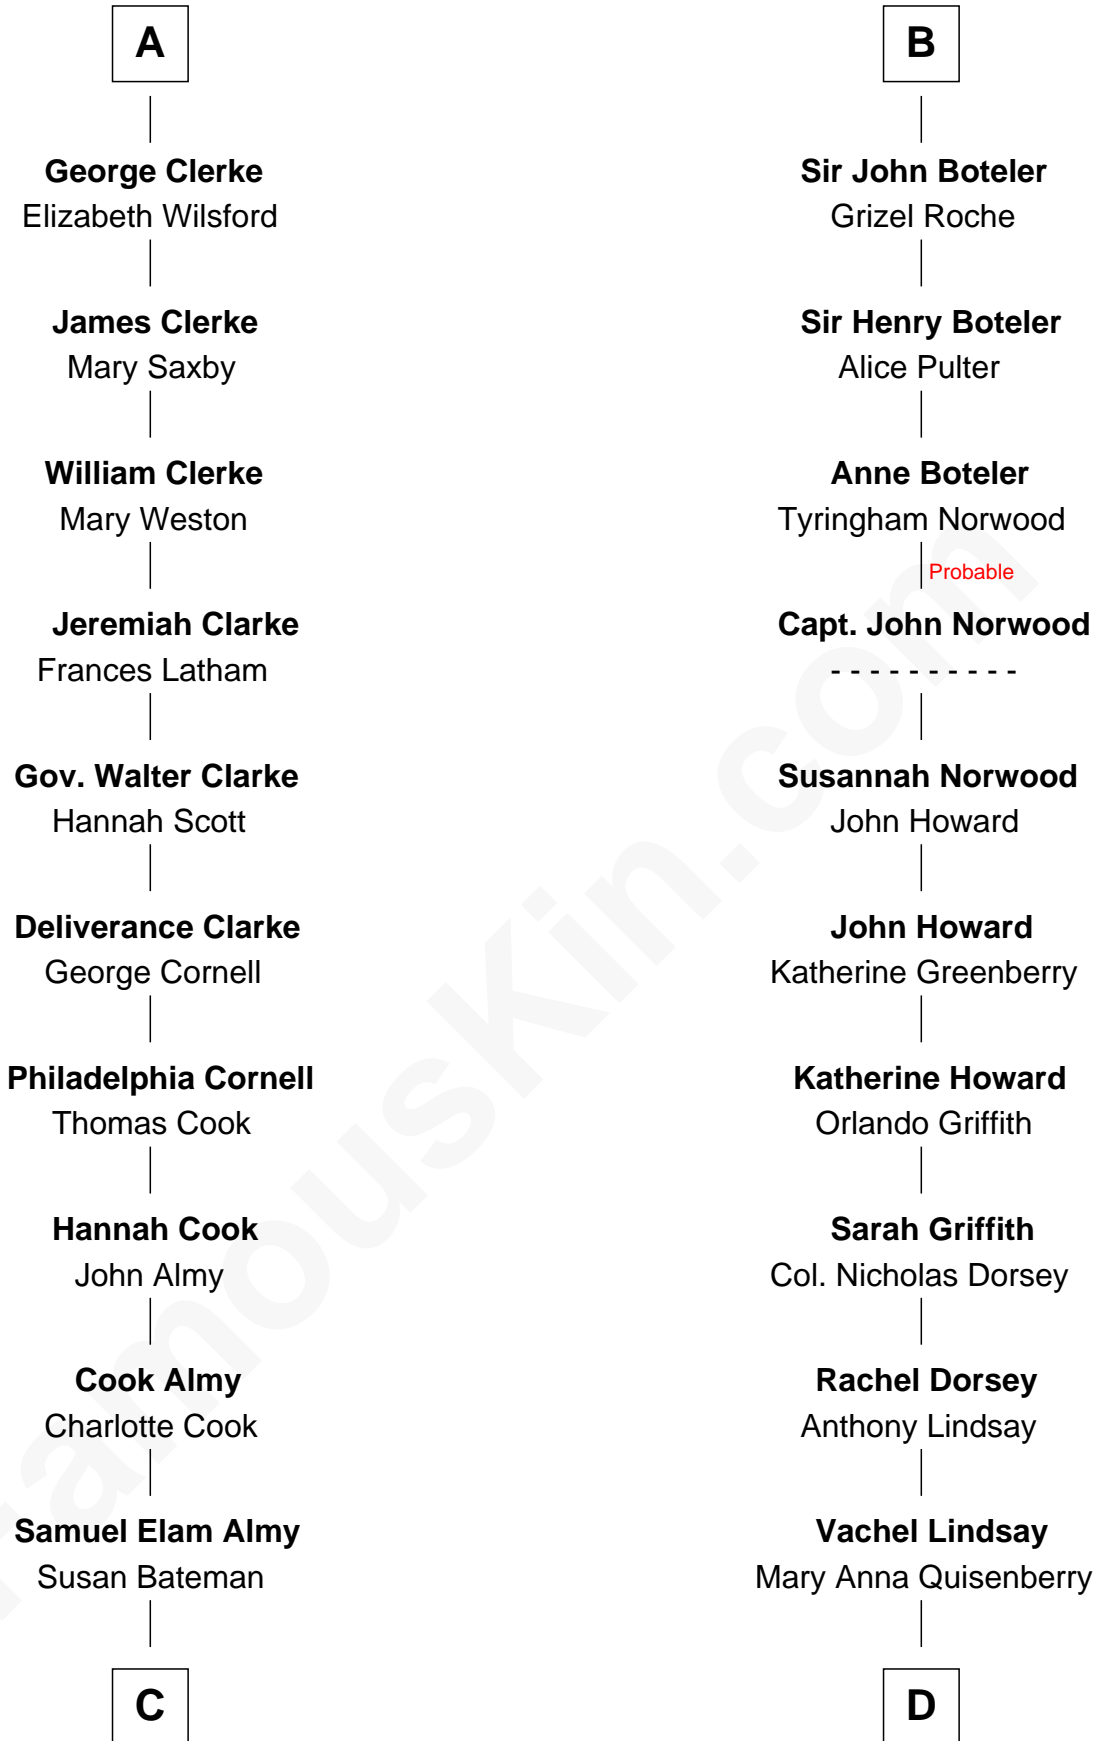 A
George Clerke
Elizabeth Wilsford
James Clerke
Mary Saxby
William Clerke
Mary Weston
Jeremiah Clarke
Frances Latham
Gov. Walter Clarke
Hannah Scott
Deliverance Clarke
George Cornell
Philadelphia Cornell
Thomas Cook
Hannah Cook
John Almy
Cook Almy
Charlotte Cook
Samuel Elam Almy
Susan Bateman
C
B
Sir John Boteler
Grizel Roche
Sir Henry Boteler
Alice Pulter
Anne Boteler
Tyringham Norwood
Probable
Capt. John Norwood
- - - - - - - - - -
Susannah Norwood
John Howard
John Howard
Katherine Greenberry
Katherine Howard
Orlando Griffith
Sarah Griffith
Col. Nicholas Dorsey
Rachel Dorsey
Anthony Lindsay
Vachel Lindsay
Mary Anna Quisenberry
D
FamousKin.com